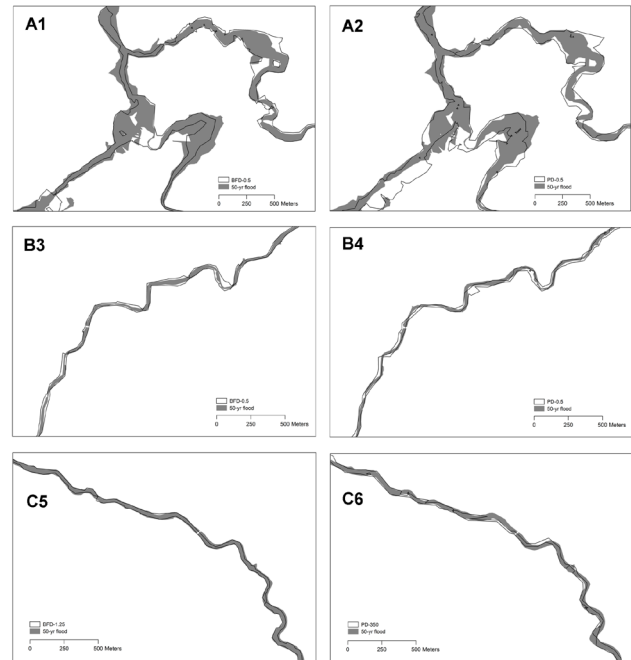 A1
BFD-0.5
50-yr flood
0 250 500 Meters
A2
PD-0.5
50-yr flood
0 250 500 Meters
B3
BFD-0.5
50-yr flood
0 250 500 Meters
B4
PD-0.5
50-yr flood
0 250 500 Meters
C5
BFD-1.25
50-yr flood
0 250 500 Meters
C6
PD-350
50-yr flood
0 250 500 Meters